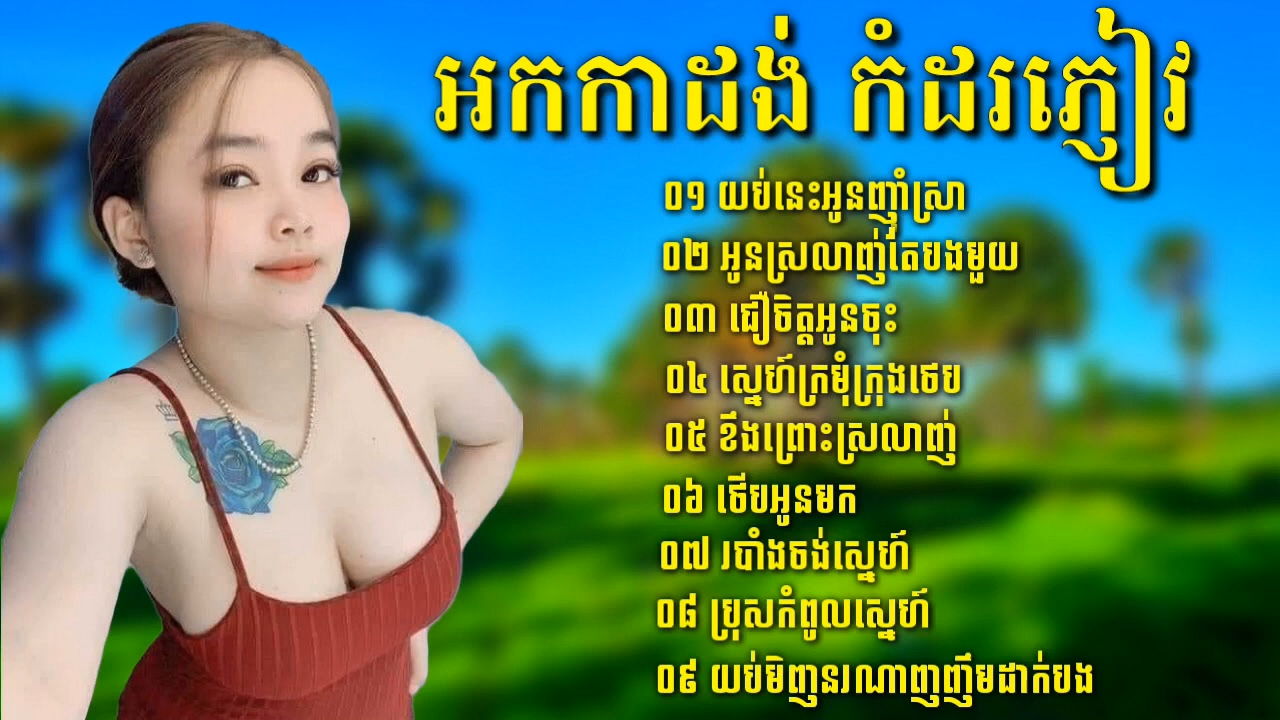 អកកាដង់ កំដរភ្ញៀវ
០១ យប់នេះអូនញ៉ាំស្រា
០២ អូនស្រលាញ់តែបងមួយ
០៣ ជឿចិត្តអូនចុះ
០៤ ស្នេហ៍ក្រមុំក្រុងទេប
០៥ ខឹងព្រោះស្រលាញ់
០៦ ទើបអូនមក
០៧ របាំងចង់ស្នេហ៍
០៨ ប្រុសកំពូលស្នេហ៍
០៩ យប់មិញនរណាញញឹមដាក់បង